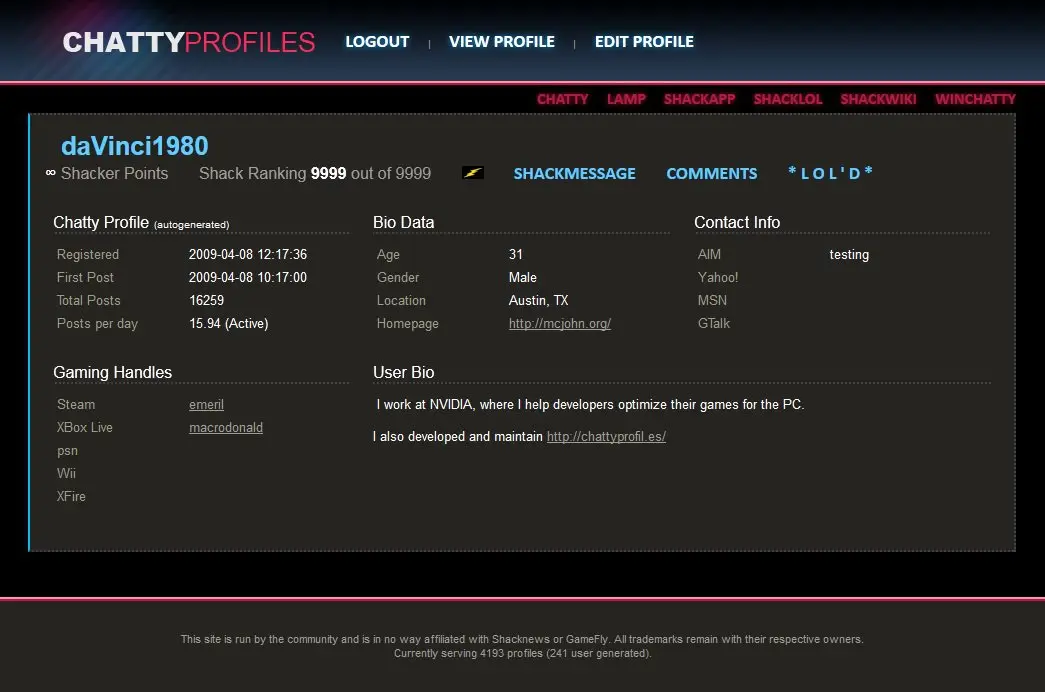 CHATTYPROFILES LOGOUT | VIEW PROFILE | EDIT PROFILE
CHATTY LAMP SHACKAPP SHACKLOL SHACKWIKI WINCHATTY
daVinci1980
∞ Shacker Points Shack Ranking 9999 out of 9999 SHACKMESSAGE COMMENTS * L O L ' D *
Chatty Profile (autogenerated)
Registered 2009-04-08 12:17:36
First Post 2009-04-08 10:17:00
Total Posts 16259
Posts per day 15.94 (Active)
Bio Data
Age 31
Gender Male
Location Austin, TX
Homepage http://mcjohn.org/
Contact Info
AIM testing
Yahoo!
MSN
GTalk
Gaming Handles
Steam emeril
XBox Live macrodonald
psn
Wii
XFire
User Bio
I work at NVIDIA, where I help developers optimize their games for the PC.
I also developed and maintain http://chattyprofil.es/
This site is run by the community and is in no way affiliated with Shacknews or GameFly. All trademarks remain with their respective owners.
Currently serving 4193 profiles (241 user generated).